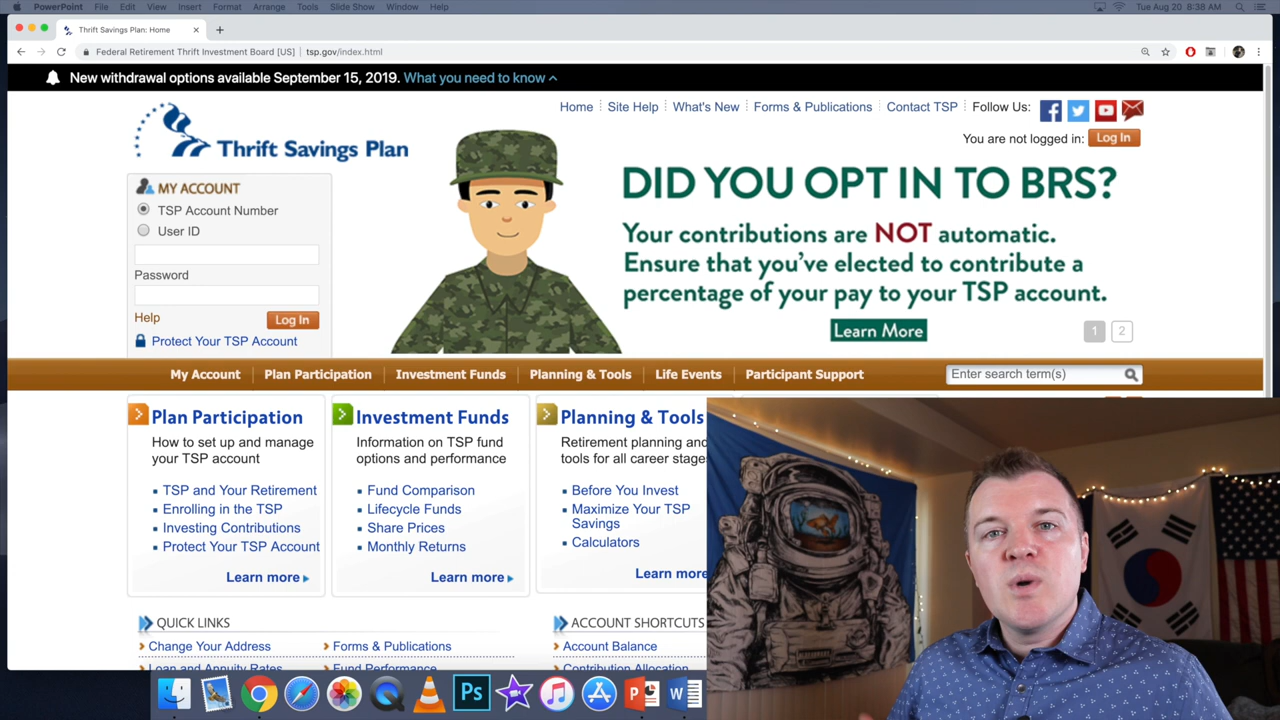 PowerPoint File Edit View Insert Format Arrange Tools Slide Show Window Help Tue Aug 20 8:38 AM
Thrift Savings Plan: Home
Federal Retirement Thrift Investment Board [US] | tsp.gov/index.html
New withdrawal options available September 15, 2019. What you need to know
Home Site Help What's New Forms & Publications Contact TSP Follow Us:
You are not logged in: Log In
Thrift Savings Plan
MY ACCOUNT
TSP Account Number
User ID
Password
Help Log In
Protect Your TSP Account
DID YOU OPT IN TO BRS?
Your contributions are NOT automatic.
Ensure that you've elected to contribute a
percentage of your pay to your TSP account.
Learn More
1 2
My Account Plan Participation Investment Funds Planning & Tools Life Events Participant Support Enter search term(s)
Plan Participation
How to set up and manage
your TSP account
TSP and Your Retirement
Enrolling in the TSP
Investing Contributions
Protect Your TSP Account
Learn more
Investment Funds
Information on TSP fund
options and performance
Fund Comparison
Lifecycle Funds
Share Prices
Monthly Returns
Learn more
Planning & Tools
Retirement planning and
tools for all career stages
Before You Invest
Maximize Your TSP
Savings
Calculators
Learn more
QUICK LINKS
Change Your Address
Forms & Publications
Loan and Annuity Rates
Fund Performance
ACCOUNT SHORTCUTS
Account Balance
Contribution Allocation
Ps
P
W